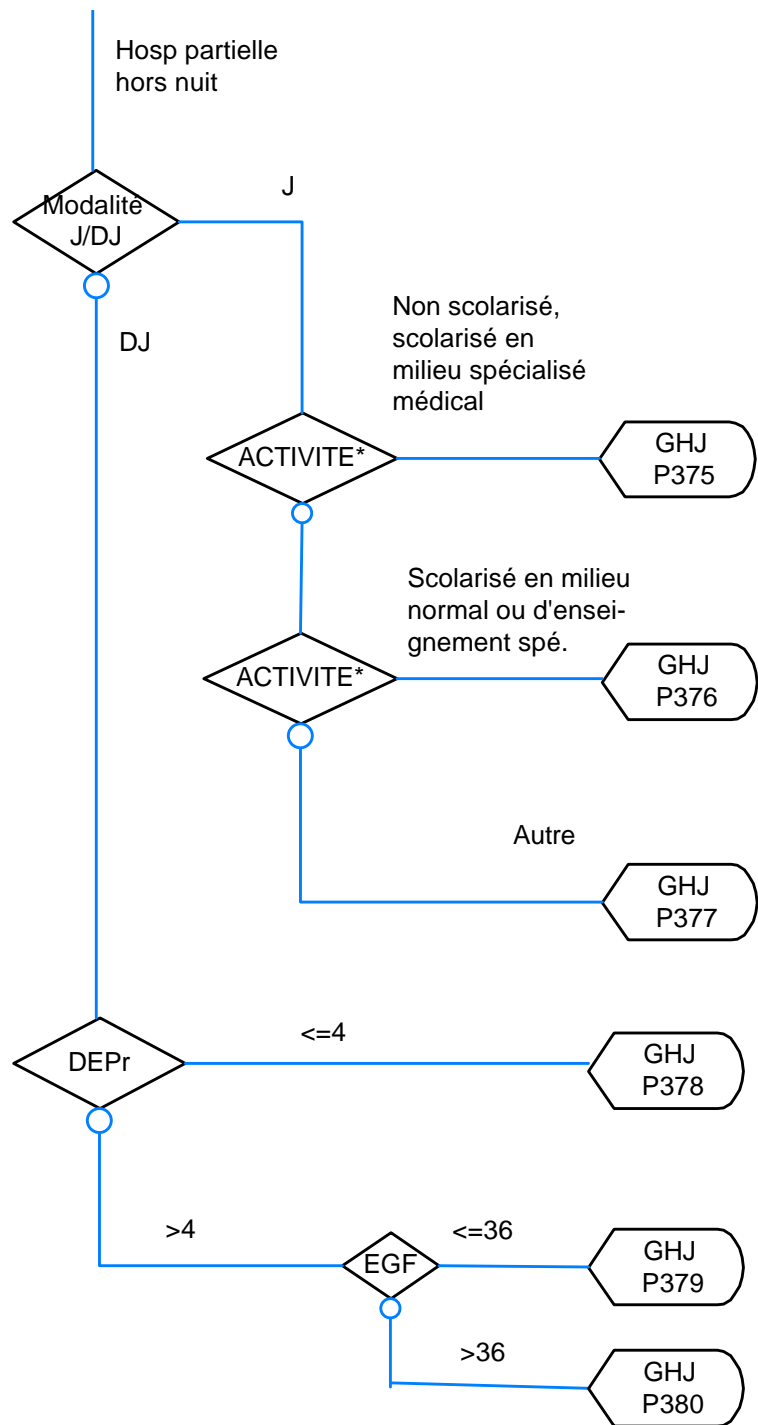 Hosp partielle
hors nuit
Modalité
J/DJ
J
DJ
Non scolarisé,
scolarisé en
milieu spécialisé
médical
ACTIVITE*
GHJ
P375
Scolarisé en milieu
normal ou d'ensei-
gnement spé.
ACTIVITE*
GHJ
P376
Autre
GHJ
P377
DEPr
<=4
GHJ
P378
>4
EGF
<=36
GHJ
P379
>36
GHJ
P380